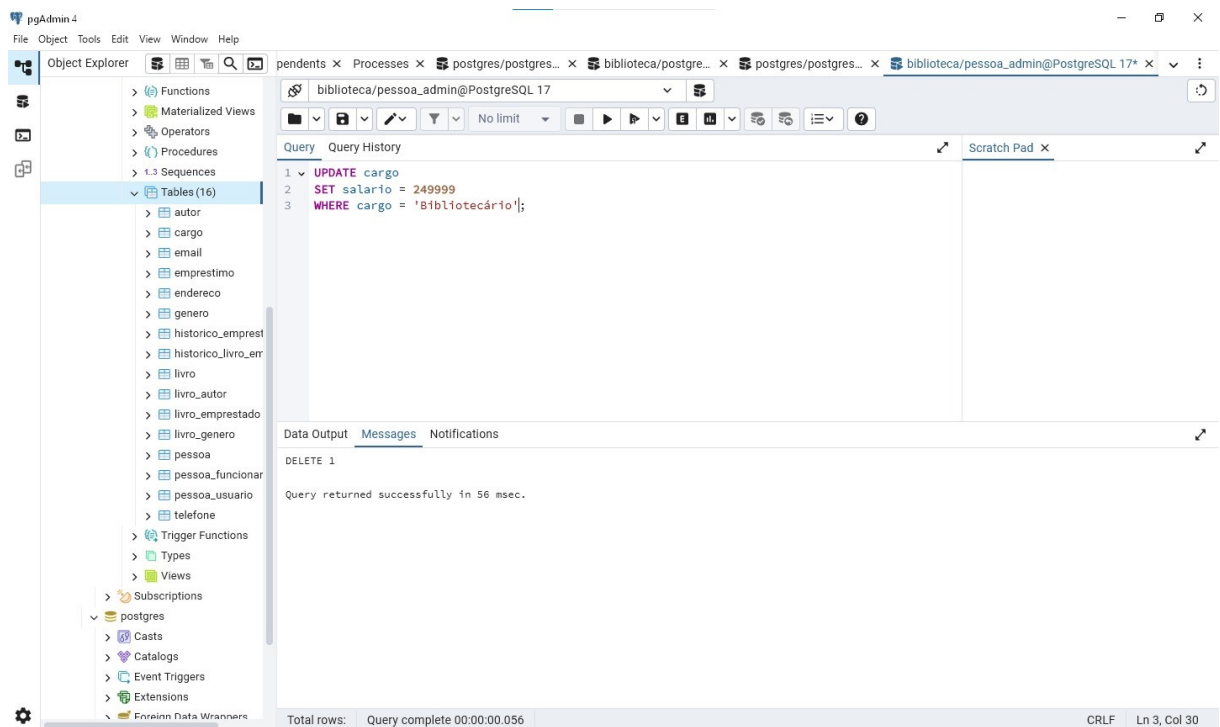 pgAdmin 4
File Object Tools Edit View Window Help
Object Explorer
pendents × Processes × postgres/postgres... × biblioteca/postgre... × postgres/postgres... × biblioteca/pessoa_admin@PostgreSQL 17* ×
Functions
Materialized Views
Operators
Procedures
1..3 Sequences
Tables (16)
autor
cargo
email
emprestimo
endereco
genero
historico_emprest
historico_livro_em
livro
livro_autor
livro_emprestado
livro_genero
pessoa
pessoa_funcionar
pessoa_usuario
telefone
Trigger Functions
Types
Views
Subscriptions
postgres
Casts
Catalogs
Event Triggers
Extensions
Foreign Data Wrappers
biblioteca/pessoa_admin@PostgreSQL 17
No limit
E
Query Query History
Scratch Pad ×
1 UPDATE cargo
2 SET salario = 249999
3 WHERE cargo = 'Bibliotecário';
Data Output Messages Notifications
DELETE 1
Query returned successfully in 56 msec.
Total rows: Query complete 00:00:00.056 CRLF Ln 3, Col 30